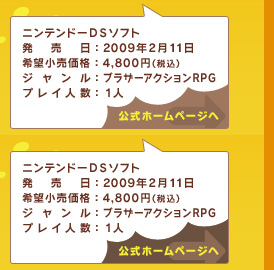 ニンテンドーDSソフト
発売日：2009年2月11日
希望小売価格：4,800円(税込)
ジャンル：ブラサーアクションRPG
プレイ人数：1人
公式ホームページへ
ニンテンドーDSソフト
発売日：2009年2月11日
希望小売価格：4,800円(税込)
ジャンル：ブラサーアクションRPG
プレイ人数：1人
公式ホームページへ